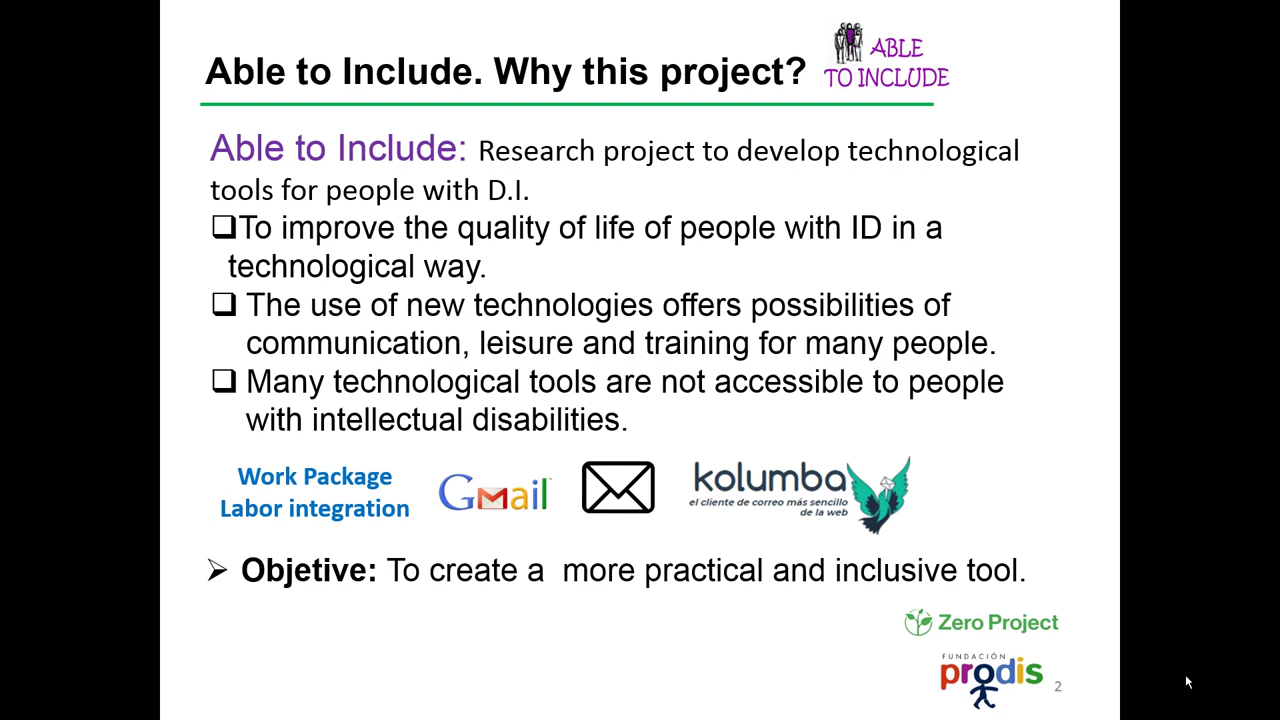 Able to Include. Why this project?
ABLE
TO INCLUDE
Able to Include: Research project to develop technological
tools for people with D.I.
To improve the quality of life of people with ID in a
technological way.
The use of new technologies offers possibilities of
communication, leisure and training for many people.
Many technological tools are not accessible to people
with intellectual disabilities.
Work Package
Labor integration
Gmail
kolumba
el cliente de correo más sencillo
de la web
Objetive: To create a  more practical and inclusive tool.
Zero Project
FUNDACIÓN
prodis
2